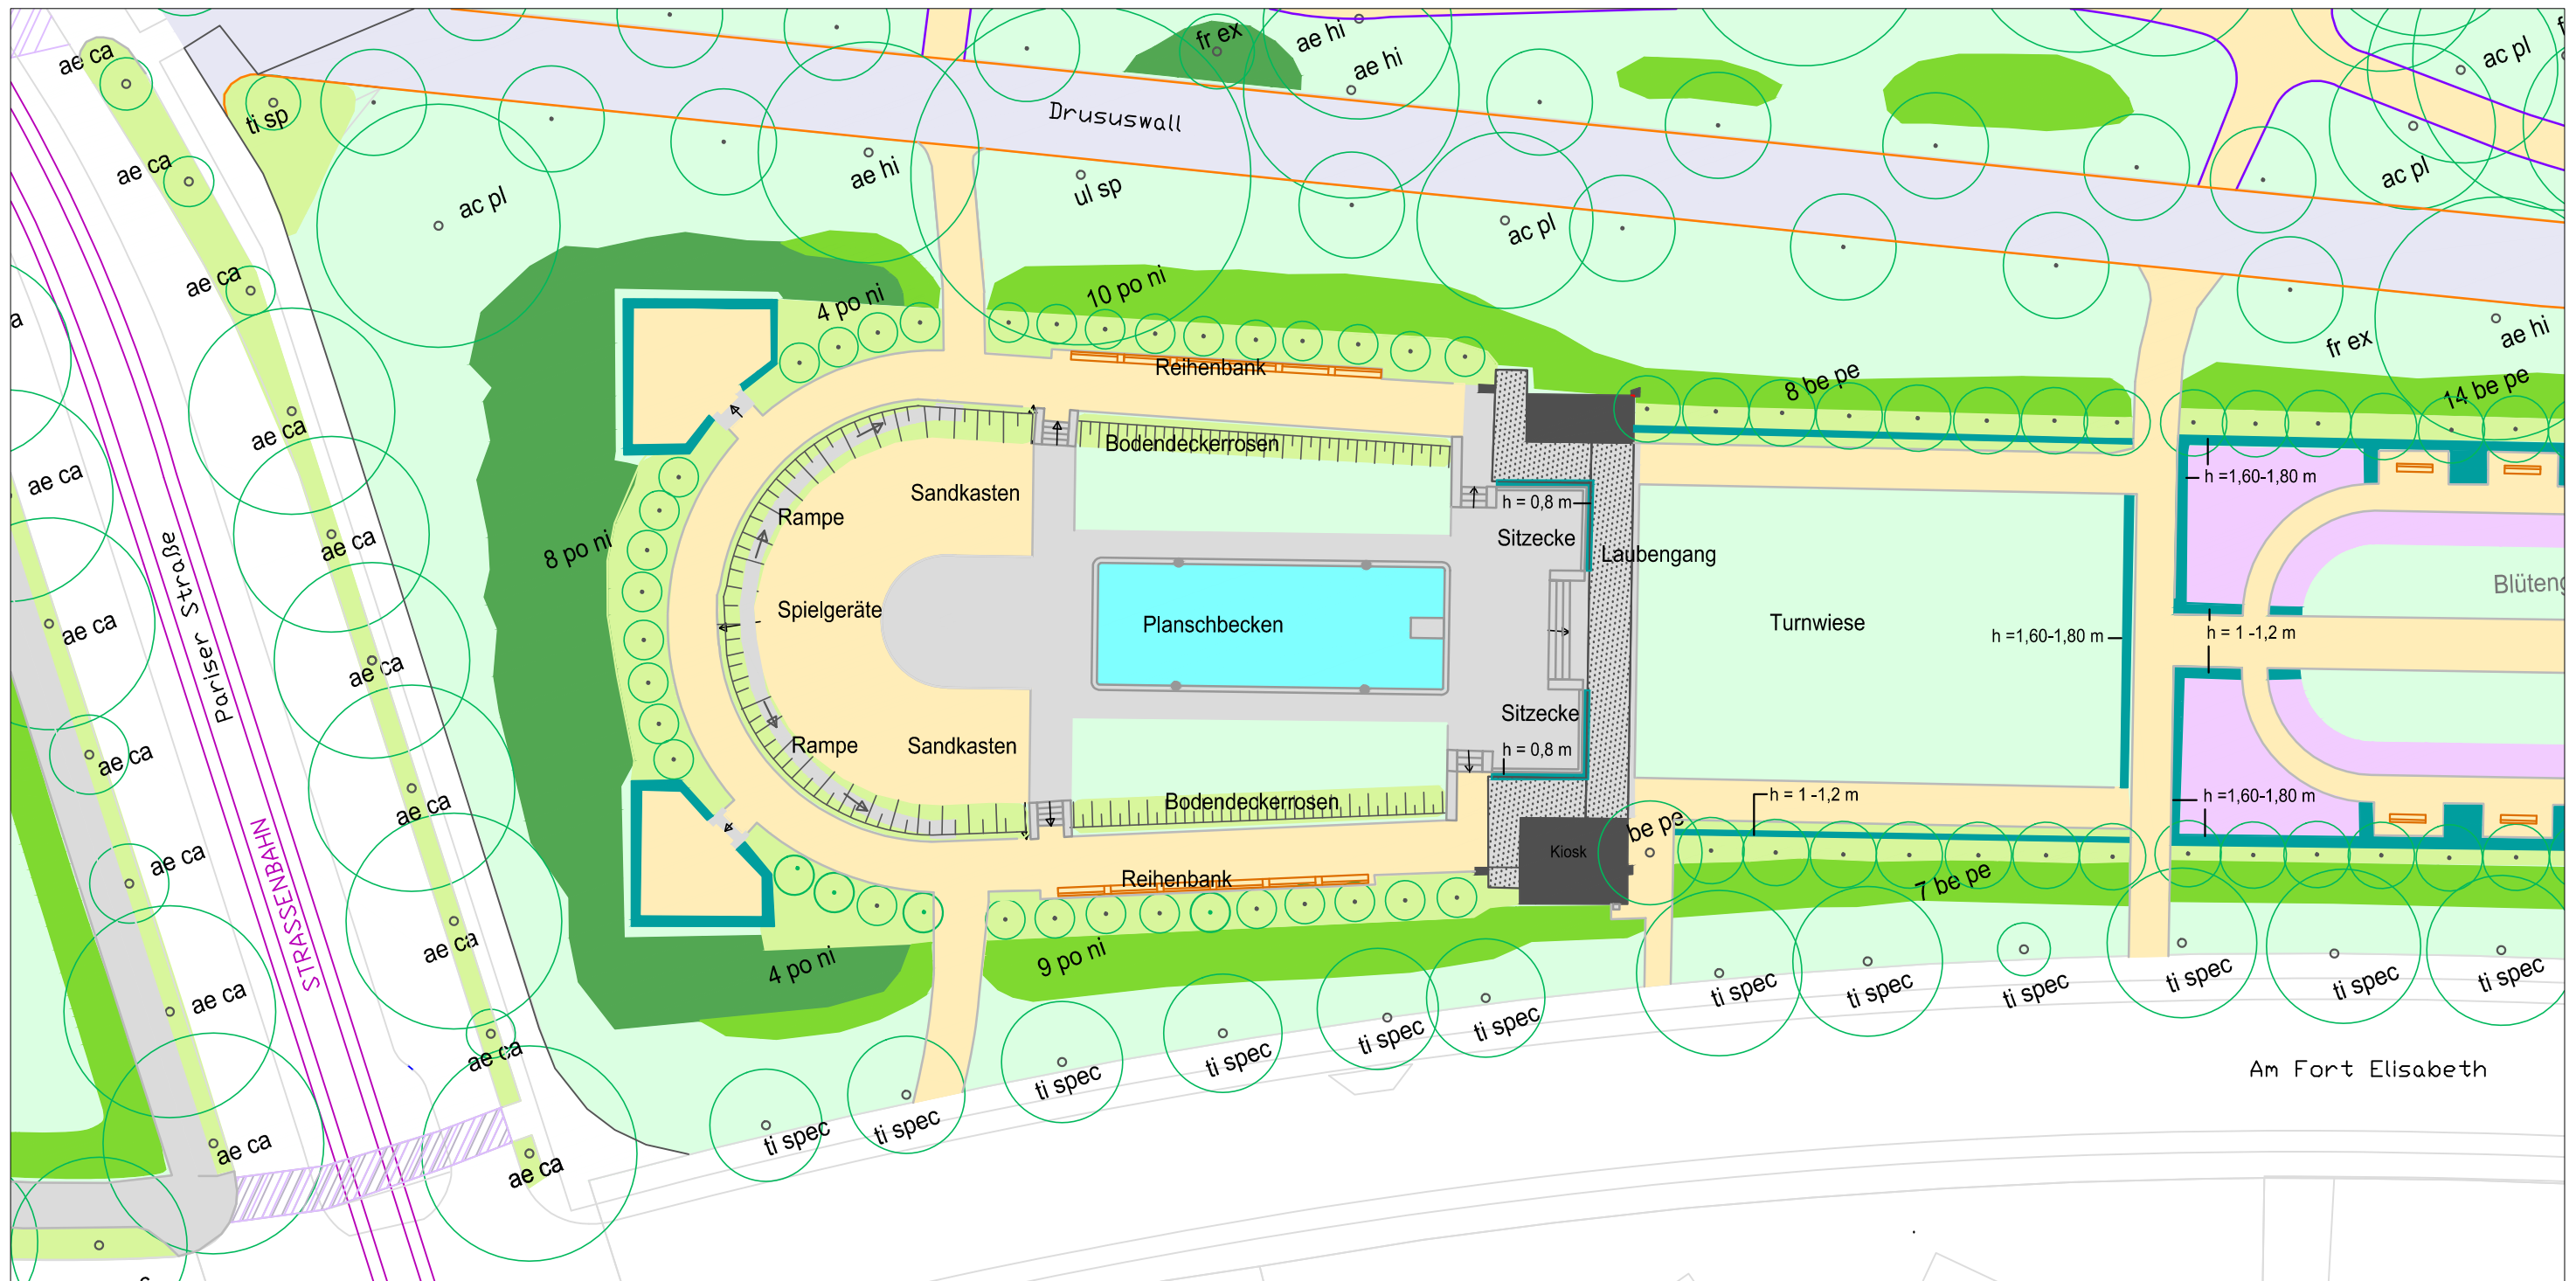 ae ca
fr ex
ae hi
ae hi
ac pl
ti sp
Drususwall
ae ca
ae hi
ul sp
ac pl
ac pl
ac pl
ae ca
4 po ni
10 po ni
fr ex
ae hi
Reihenbank
8 be pe
14 be pe
ae ca
Bodendeckerrosen
h =1,60-1,80 m
ae ca
Sandkasten
h = 0,8 m
Rampe
Sitzecke
ae ca
8 po ni
Laubengang
Pariser Straße
Spielgeräte
Planschbecken
Turnwiese
h =1,60-1,80 m
h = 1 -1,2 m
ae ca
ae ca
Sitzecke
Rampe
Sandkasten
h = 0,8 m
ae ca
ae ca
Bodendeckerrosen
h = 1 -1,2 m
h =1,60-1,80 m
be pe
Kiosk
ae ca
STRASSENBAHN
Reihenbank
7 be pe
ae ca
4 po ni
9 po ni
ae ca
ti spec
ti spec
ti spec
ti spec
ti spec
ti spec
ti spec
ti spec
ti spec
ae ca
ti spec
Am Fort Elisabeth
ti spec
ti spec
ae ca
ae ca